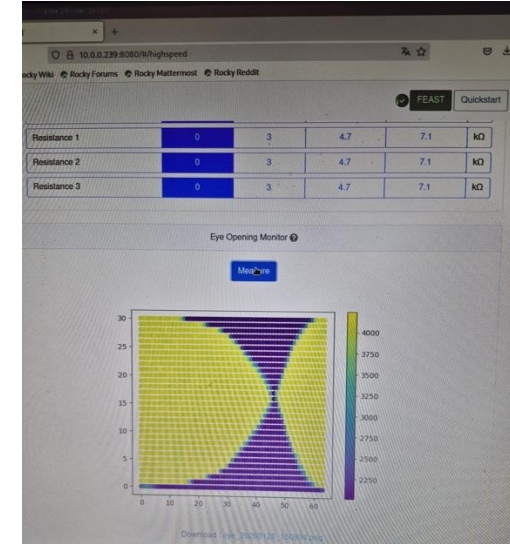 10.0.0.239:8080/#/highspeed
ocky Wiki Rocky Forums Rocky Mattermost Rocky Reddit
FEAST Quickstart
Resistance 1 0 3 4.7 7.1 kΩ
Resistance 2 0 3 4.7 7.1 kΩ
Resistance 3 0 3 4.7 7.1 kΩ
Eye Opening Monitor
Measure
30
25
20
15
10
5
0
0 10 20 30 40 50 60
4000
3750
3500
3250
3000
2750
2500
2250
Download :